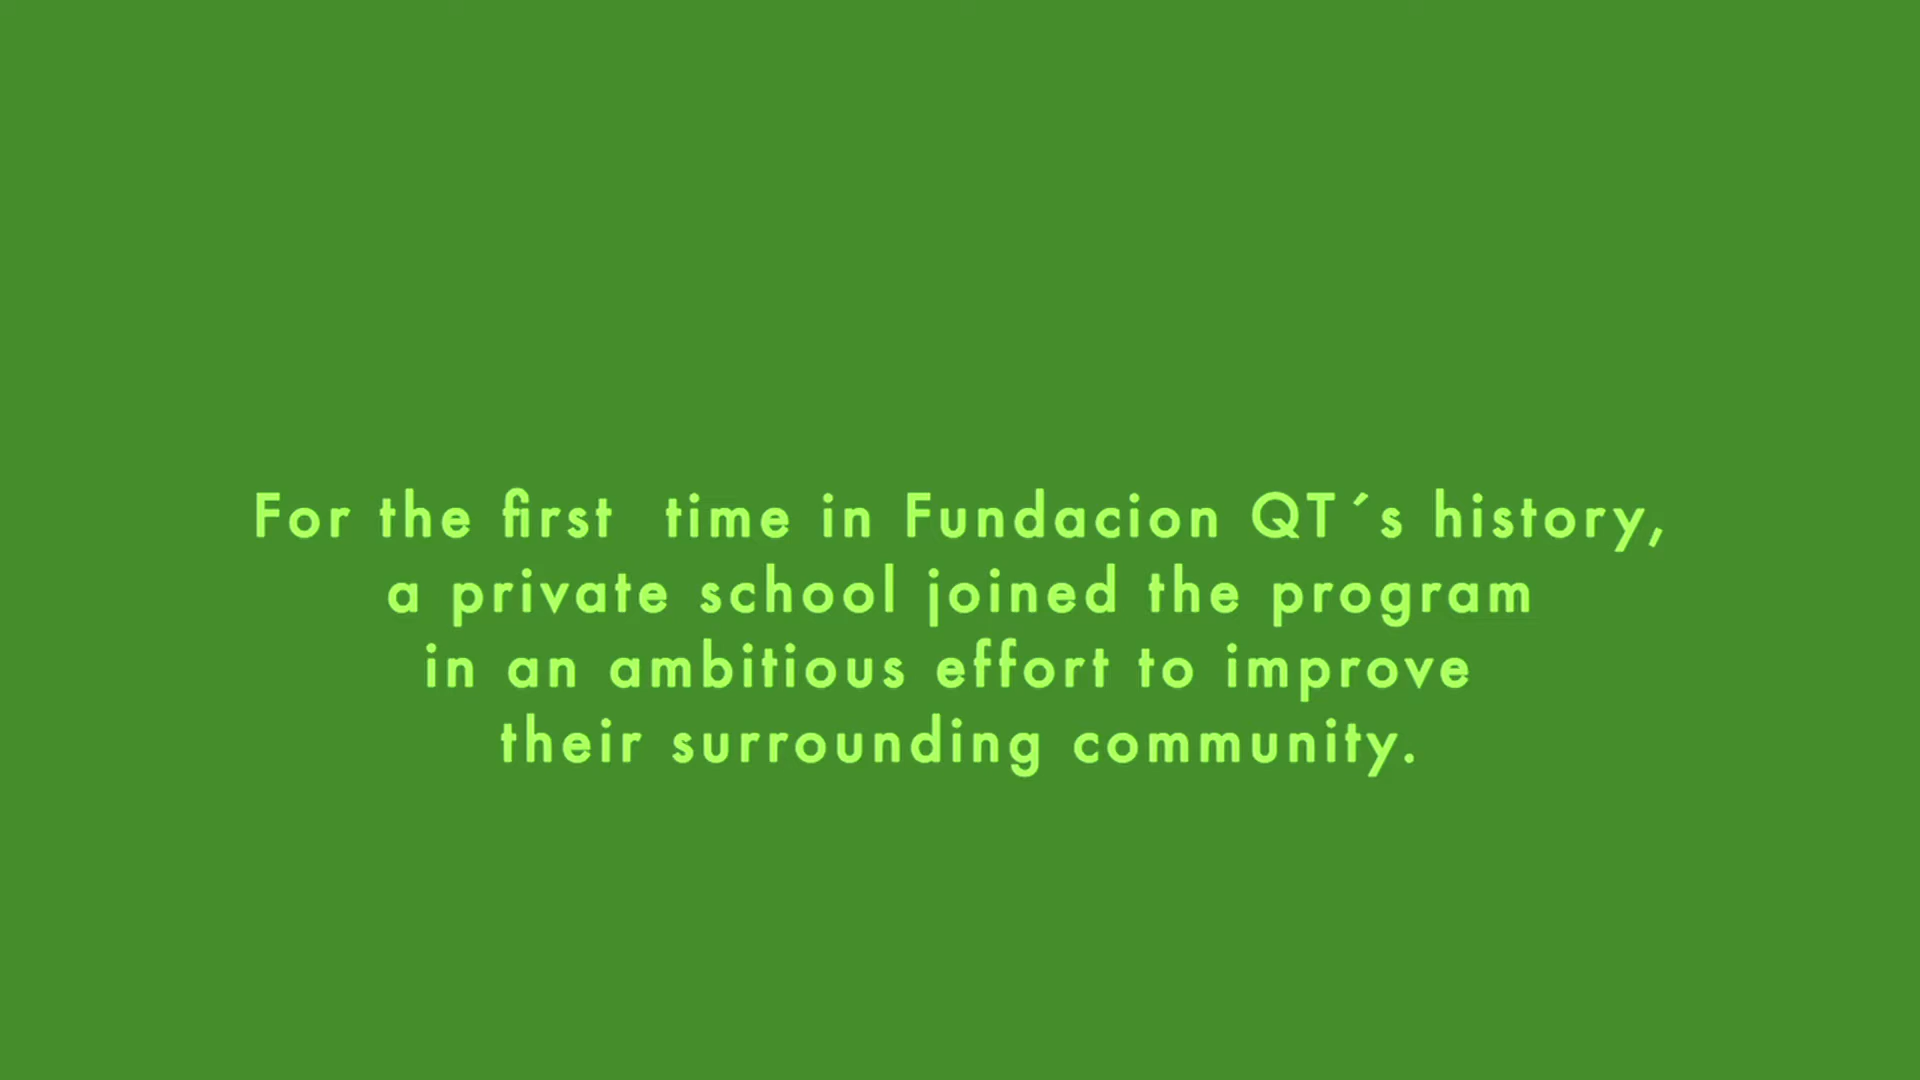 For the first  time in Fundacion QT´s history,
a private school joined the program
in an ambitious effort to improve
their surrounding community.